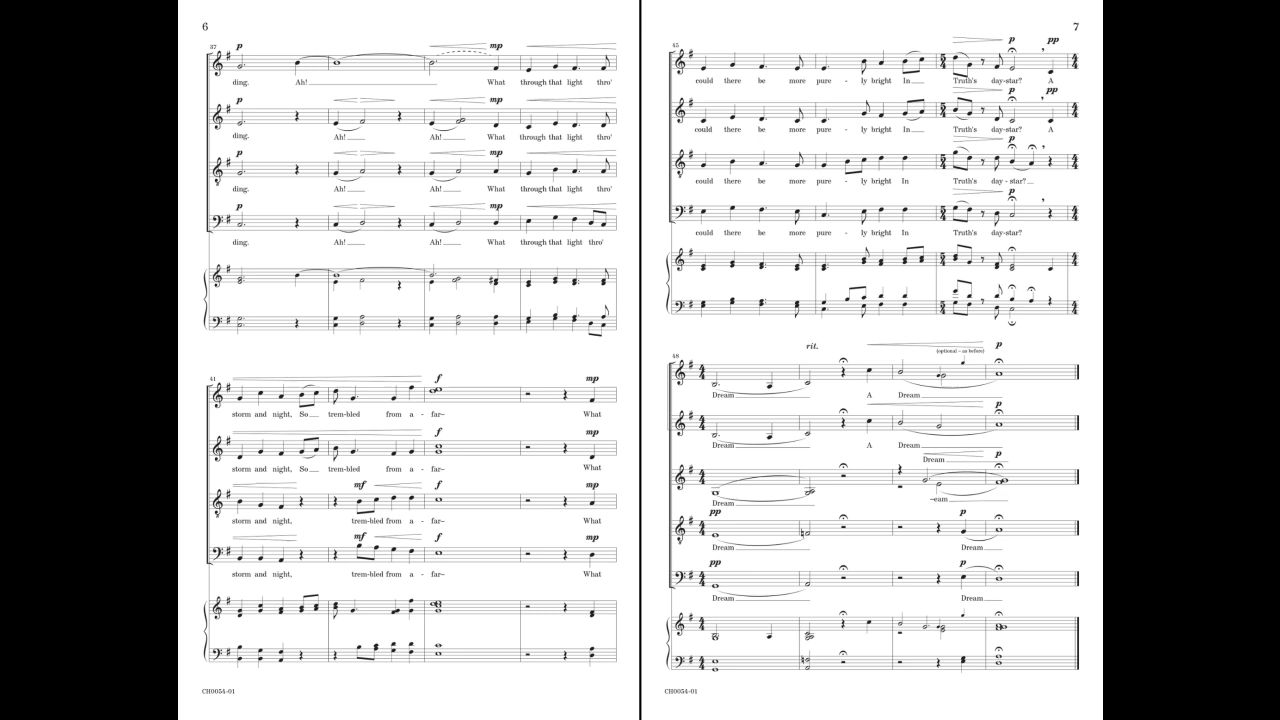 6
37
p
p
mp
ding. Ah! What through that light thro'
p
mp
ding. Ah! Ah! What through that light thro'
p
mp
ding. Ah! Ah! What through that light thro'
p
mp
ding. Ah! Ah! What through that light thro'
41
f
mp
storm and night, So trem-bled from a - far– What
f
mp
storm and night, So trem-bled from a - far– What
mf
f
mp
storm and night, trem-bled from a - far– What
mf
f
mp
storm and night, trem-bled from a - far– What
CH0054-01
7
45
p
pp
could there be more pure - ly bright In Truth's day-star? A
p
pp
could there be more pure - ly bright In Truth's day-star? A
p
could there be more pure - ly bright In Truth's day - star?
p
could there be more pure - ly bright In Truth's day-star?
48
rit.
(optional – as before)
p
Dream A Dream
p
Dream A Dream
Dream
p
Dream –eam
pp
p
Dream Dream
pp
p
Dream Dream
CH0054-01